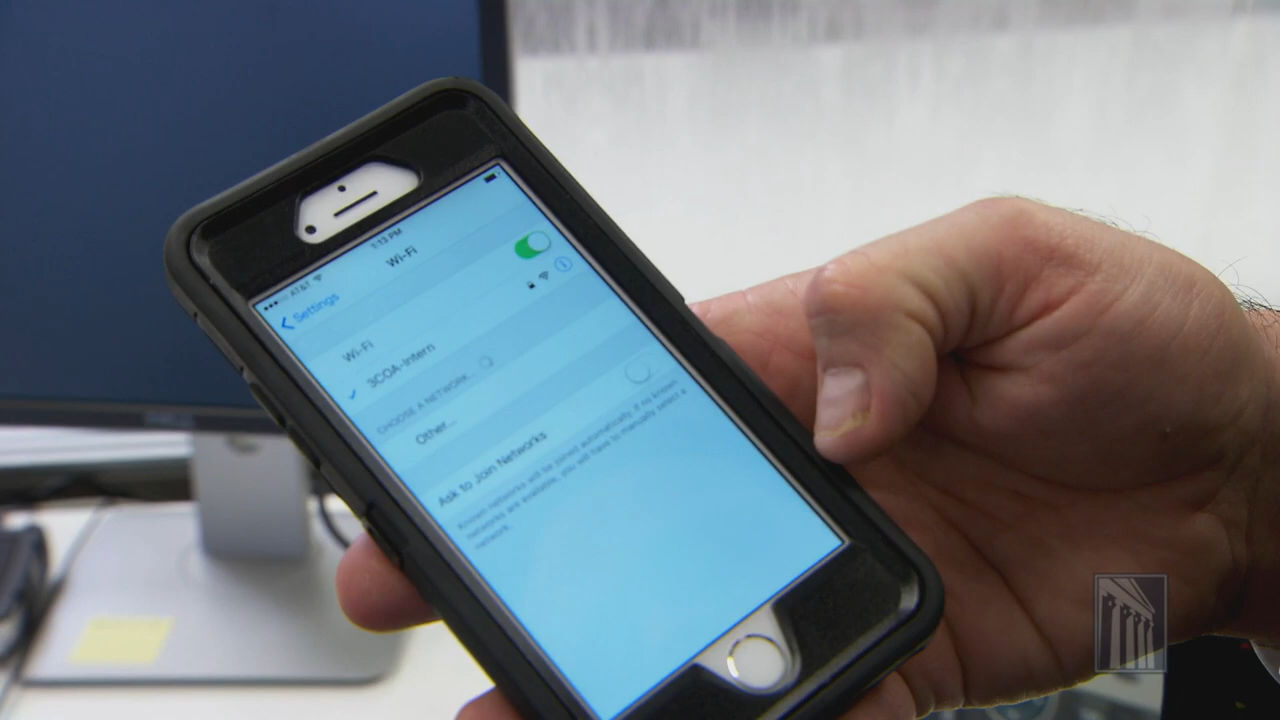 AT&T
1:13 PM
Settings
Wi-Fi
Wi-Fi
3COA-intern
CHOOSE A NETWORK...
Other...
Ask to Join Networks
Known networks will be joined automatically. If no known
networks are available, you will have to manually select a
network.